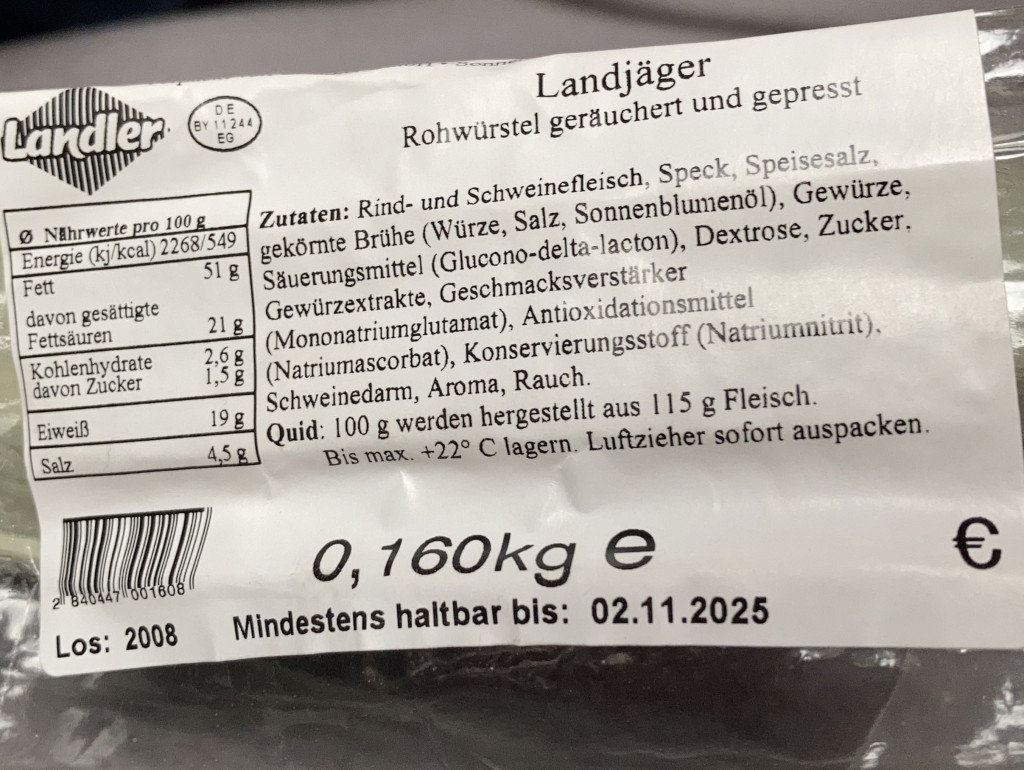 Landler
DE
BY 11244
EG
Landjäger
Rohwürstel geräuchert und gepresst
Ø Nährwerte pro 100 g
Energie (kj/kcal) 2268/549
Fett 51 g
davon gesättigte
Fettsäuren 21 g
Kohlenhydrate 2,6 g
davon Zucker 1,5 g
Eiweiß 19 g
Salz 4,5 g
Zutaten: Rind- und Schweinefleisch, Speck, Speisesalz,
gekörnte Brühe (Würze, Salz, Sonnenblumenöl), Gewürze,
Säuerungsmittel (Glucono-delta-lacton), Dextrose, Zucker,
Gewürzextrakte, Geschmacksverstärker
(Mononatriumglutamat), Antioxidationsmittel
(Natriumascorbat), Konservierungsstoff (Natriumnitrit),
Schweinedarm, Aroma, Rauch.
Quid: 100 g werden hergestellt aus 115 g Fleisch.
Bis max. +22° C lagern. Luftzieher sofort auspacken.
2 840447 001608
0,160kg e
€
Los: 2008
Mindestens haltbar bis: 02.11.2025